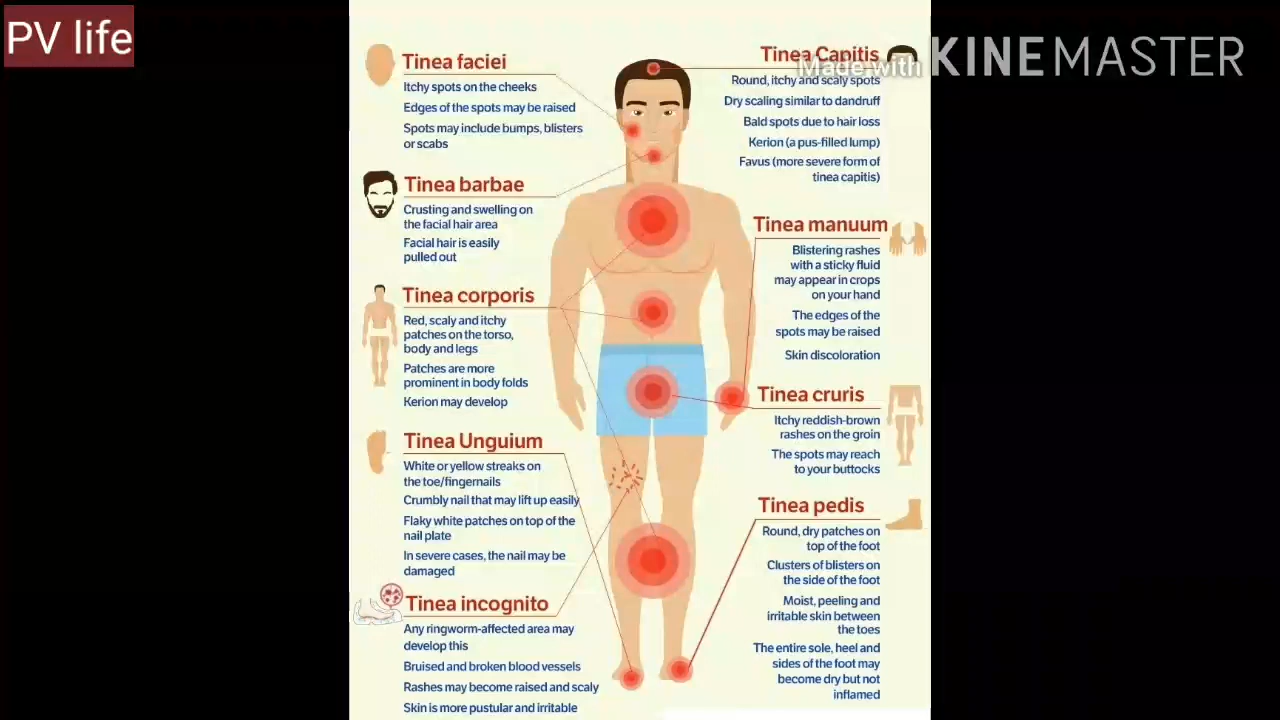 PV life
Made with KINEMASTER
Tinea faciei
Itchy spots on the cheeks
Edges of the spots may be raised
Spots may include bumps, blisters
or scabs
Tinea barbae
Crusting and swelling on
the facial hair area
Facial hair is easily
pulled out
Tinea corporis
Red, scaly and itchy
patches on the torso,
body and legs
Patches are more
prominent in body folds
Kerion may develop
Tinea Unguium
White or yellow streaks on
the toe/fingernails
Crumbly nail that may lift up easily
Flaky white patches on top of the
nail plate
In severe cases, the nail may be
damaged
Tinea incognito
Any ringworm-affected area may
develop this
Bruised and broken blood vessels
Rashes may become raised and scaly
Skin is more pustular and irritable
Tinea Capitis
Round, itchy and scaly spots
Dry scaling similar to dandruff
Bald spots due to hair loss
Kerion (a pus-filled lump)
Favus (more severe form of
tinea capitis)
Tinea manuum
Blistering rashes
with a sticky fluid
may appear in crops
on your hand
The edges of the
spots may be raised
Skin discoloration
Tinea cruris
Itchy reddish-brown
rashes on the groin
The spots may reach
to your buttocks
Tinea pedis
Round, dry patches on
top of the foot
Clusters of blisters on
the side of the foot
Moist, peeling and
irritable skin between
the toes
The entire sole, heel and
sides of the foot may
become dry but not
inflamed